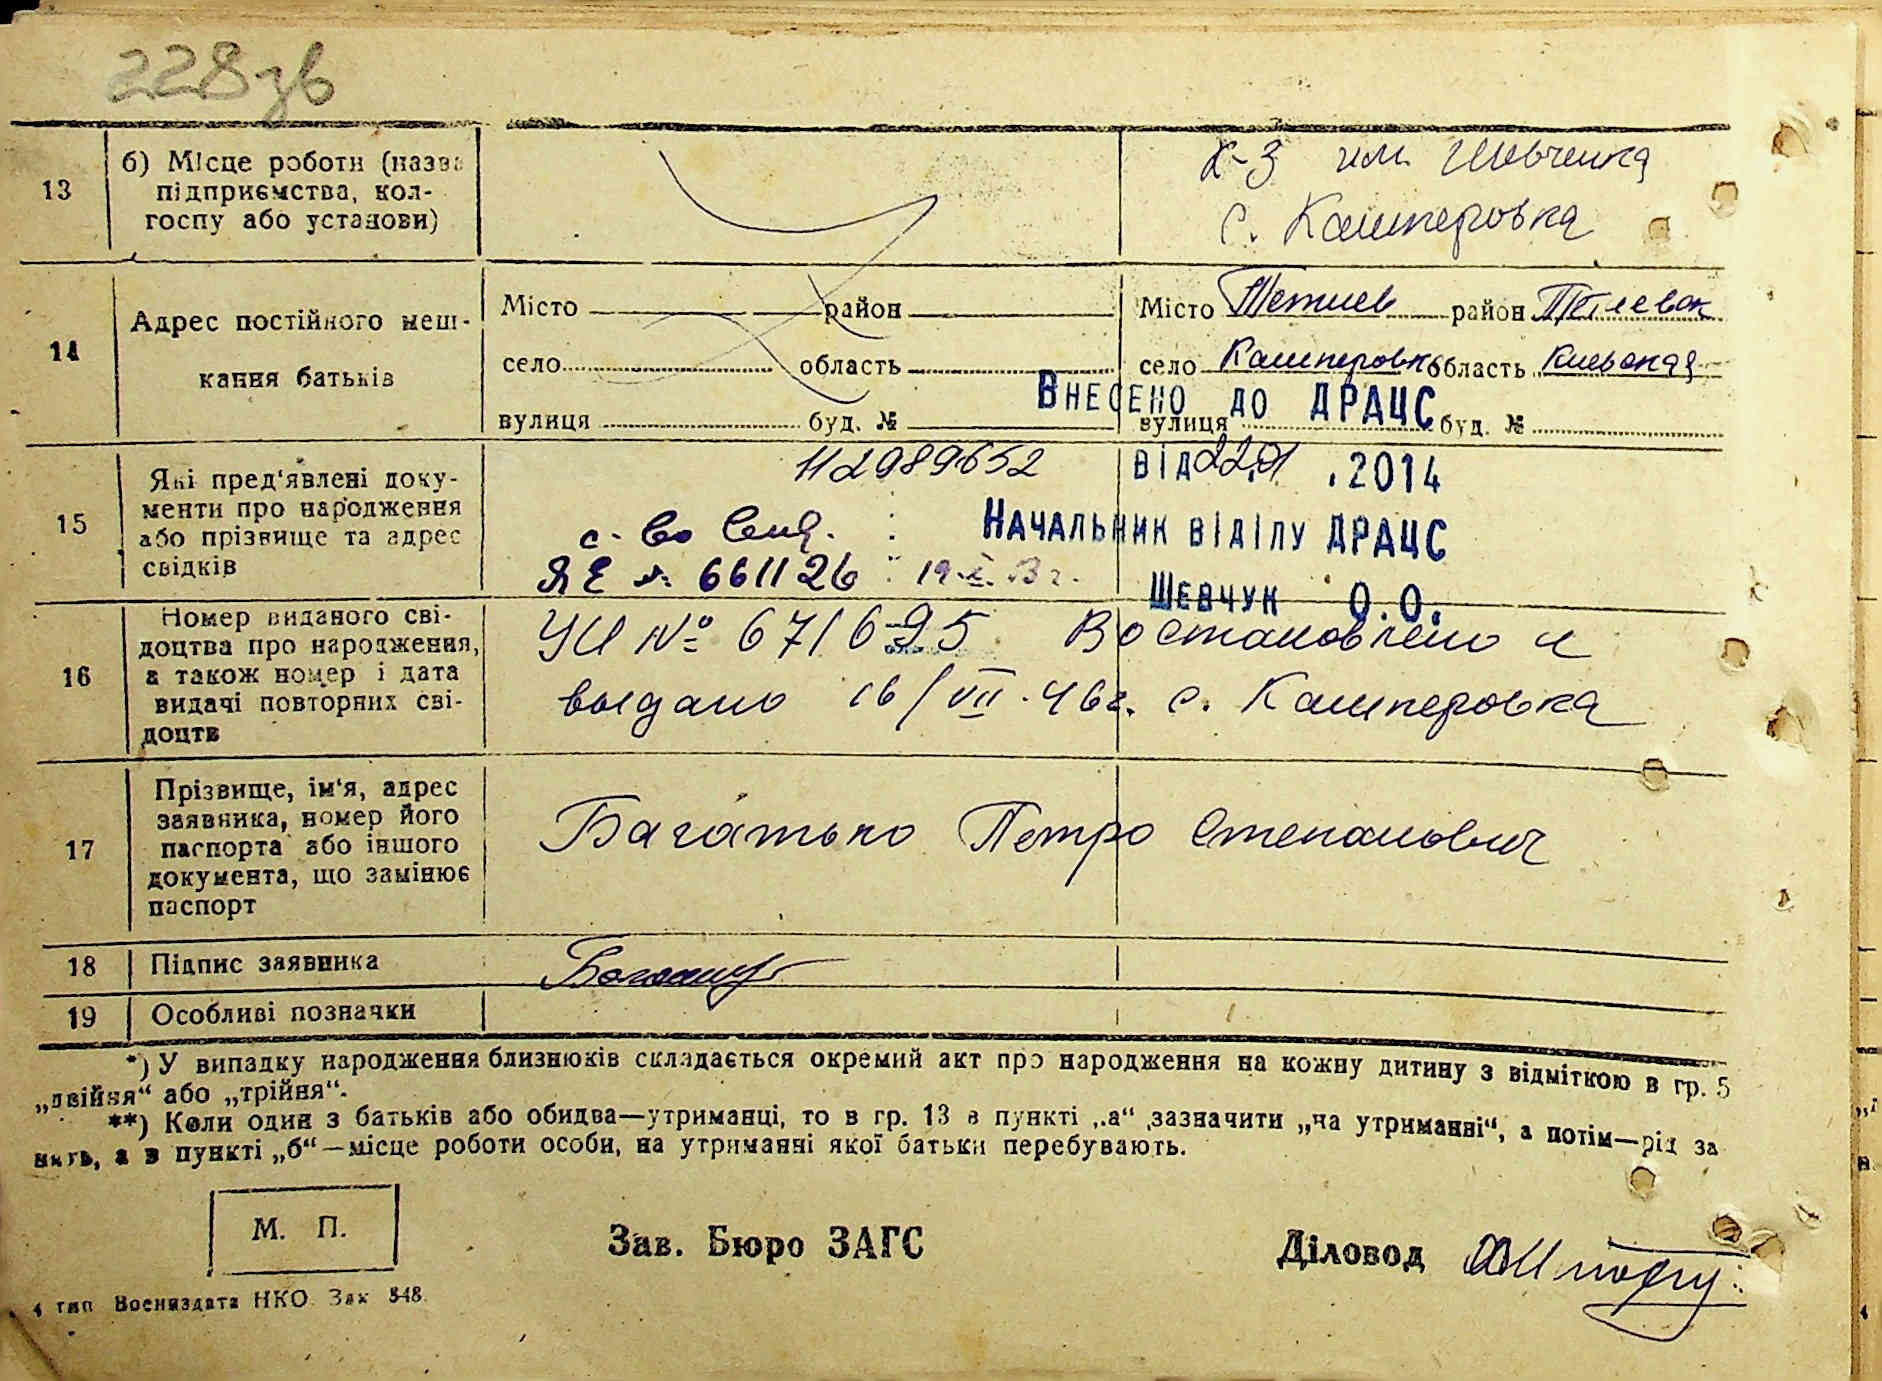 228зв
13
б) Місце роботи (назва
підприємства, кол-
госпу або установи)
к-з им. Шевченка
с. Кашперовка
14
Адрес постійного меш-
кання батьків
Місто район
село область
вулиця буд. №
Місто Тетиев район
село Кашперовка область Киевская
вулиця буд. №
Внесено до ДРАЦС
від 22.01 .2014
Начальник відділу ДРАЦС
Шевчук О.О.
15
Які пред'явлені доку-
менти про народження
або прізвище та адрес
свідків
112989652
с. во
ЯЕ № 661126
16
Номер виданого сві-
доцтва про народження,
а також номер і дата
видачі повторних сві-
доцтв
№ 671695 Востановлено и
выдано 16/VII.46г. с. Кашперовка
17
Прізвище, ім'я, адрес
заявника, номер його
паспорта або іншого
документа, що замінює
паспорт
Багатько Петро Степанович
18
Підпис заявника
19
Особливі позначки
*) У випадку народження близнюків складається окремий акт про народження на кожну дитину з відміткою в гр. 5
„двійня“ або „трійня“.
**) Коли один з батьків або обидва—утриманці, то в гр. 13 в пункті „а“ зазначити „на утриманні“, а потім—рід за
нять, а в пункті „б“—місце роботи особи, на утриманні якої батьки перебувають.
М. П.
Зав. Бюро ЗАГС
Діловод
4 тип Воениздата НКО Зак 848